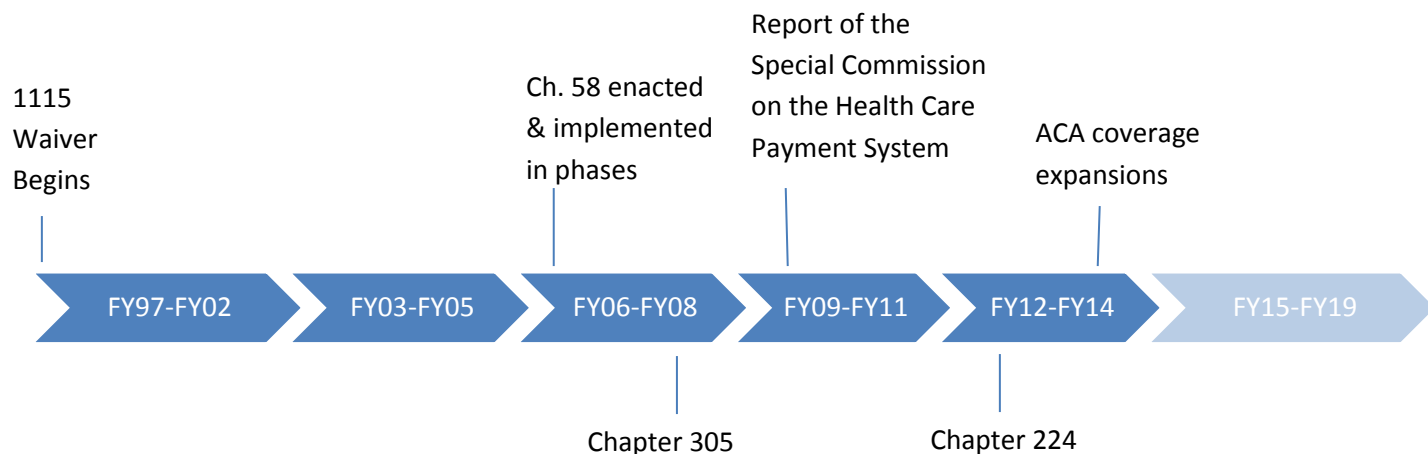 1115
Waiver
Begins
Ch. 58 enacted
& implemented
in phases
Report of the
Special Commission
on the Health Care
Payment System
ACA coverage
expansions
FY97-FY02
FY03-FY05
FY06-FY08
FY09-FY11
FY12-FY14
FY15-FY19
Chapter 305
Chapter 224